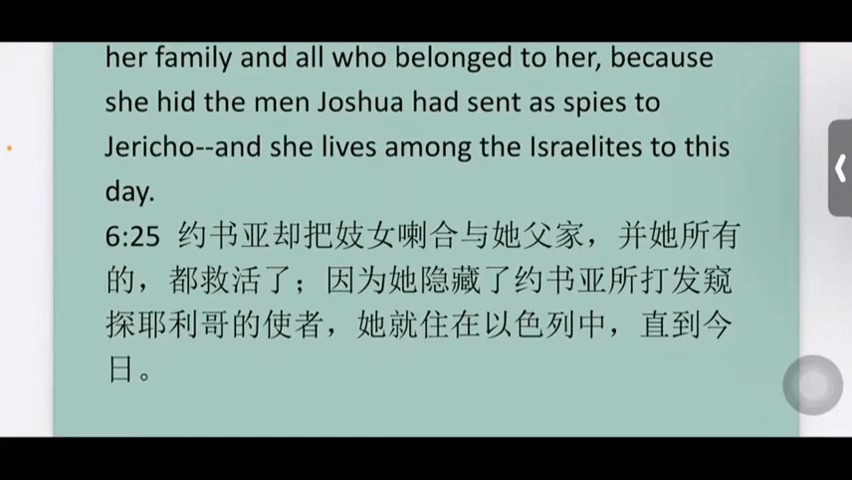 her family and all who belonged to her, because
she hid the men Joshua had sent as spies to
Jericho--and she lives among the Israelites to this
day.
6:25 约书亚却把妓女喇合与她父家，并她所有
的，都救活了；因为她隐藏了约书亚所打发窥
探耶利哥的使者，她就住在以色列中，直到今
日。